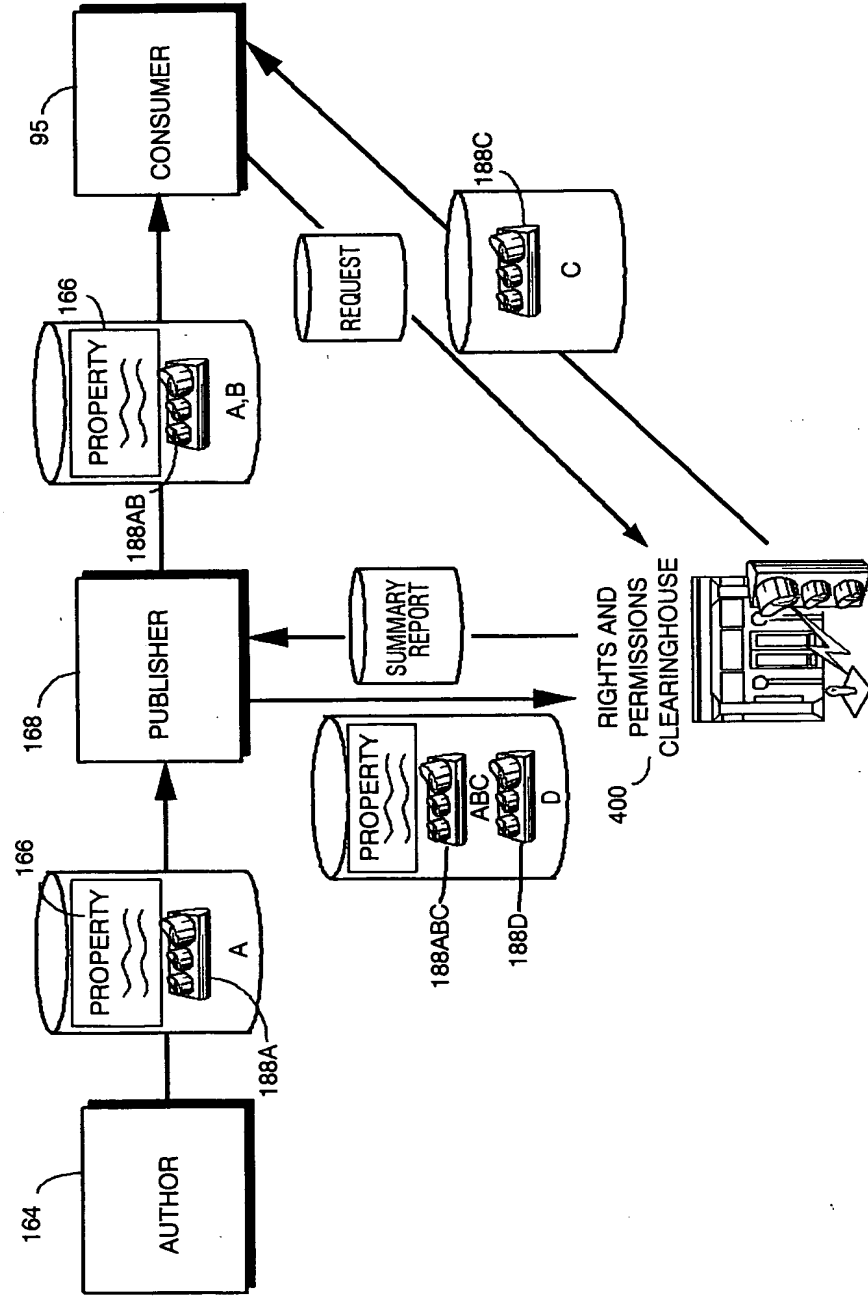 164
AUTHOR
166
PROPERTY
A
188A
168
PUBLISHER
188AB
166
PROPERTY
A,B
95
CONSUMER
PROPERTY
ABC
D
188ABC
188D
SUMMARY
REPORT
REQUEST
188C
C
400
RIGHTS AND
PERMISSIONS
CLEARINGHOUSE